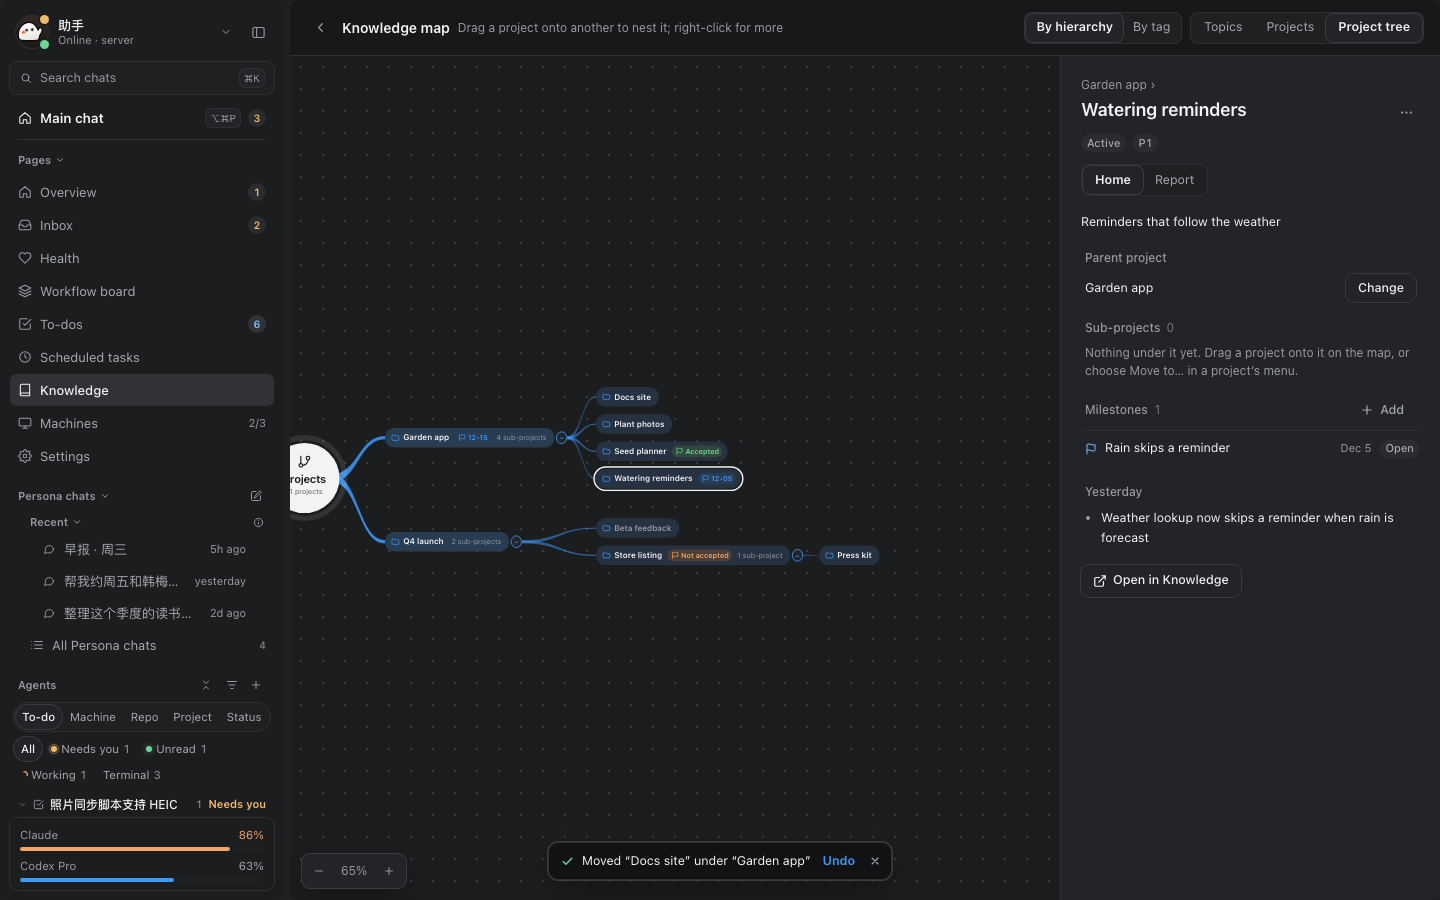 助手
Online · server
Search chats
⌘K
Main chat
⌥⌘P
3
Pages
Overview
1
Inbox
2
Health
Workflow board
To-dos
6
Scheduled tasks
Knowledge
Machines
2/3
Settings
Persona chats
Recent
早报 · 周三
5h ago
帮我约周五和韩梅...
yesterday
整理这个季度的读书...
2d ago
All Persona chats
4
Agents
To-do
Machine
Repo
Project
Status
All
Needs you 1
Unread 1
Working 1
Terminal 3
照片同步脚本支持 HEIC
1 Needs you
Claude
86%
Codex Pro
63%
Knowledge map
Drag a project onto another to nest it; right-click for more
By hierarchy
By tag
Topics
Projects
Project tree
rojects
1 projects
Garden app
12-15
4 sub-projects
Docs site
Plant photos
Seed planner
Accepted
Watering reminders
12-05
Q4 launch
2 sub-projects
Beta feedback
Store listing
Not accepted
1 sub-project
Press kit
65%
Moved “Docs site” under “Garden app”
Undo
Garden app ›
Watering reminders
Active
P1
Home
Report
Reminders that follow the weather
Parent project
Garden app
Change
Sub-projects 0
Nothing under it yet. Drag a project onto it on the map, or
choose Move to... in a project's menu.
Milestones 1
Add
Rain skips a reminder
Dec 5
Open
Yesterday
Weather lookup now skips a reminder when rain is
forecast
Open in Knowledge